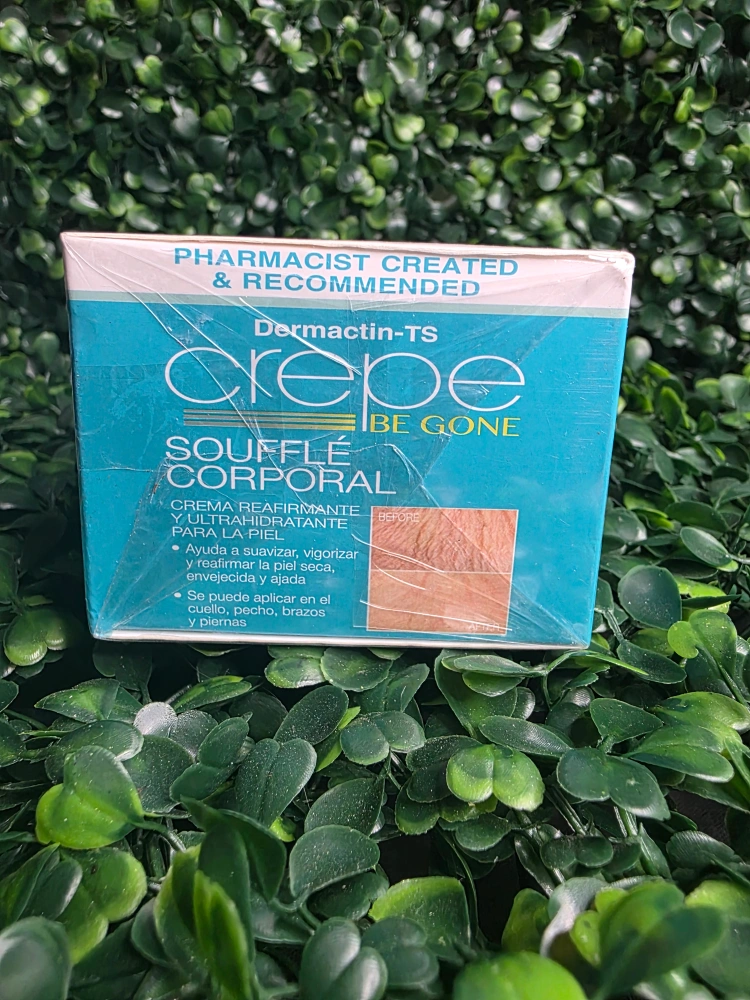 PHARMACIST CREATED
& RECOMMENDED
Dermactin-TS
crepe
BE GONE
SOUFFLÉ
CORPORAL
CREMA REAFIRMANTE
Y ULTRAHIDRATANTE
PARA LA PIEL
• Ayuda a suavizar, vigorizar
y reafirmar la piel seca,
envejecida y ajada
• Se puede aplicar en el
cuello, pecho, brazos
y piernas
BEFORE
AFTER